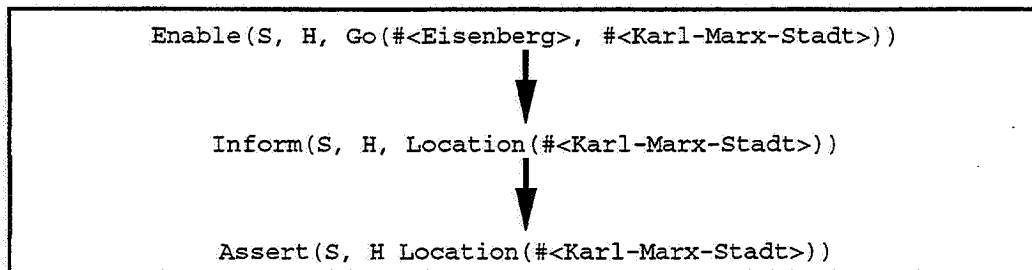 Enable(S, H, Go(#<Eisenberg>, #<Karl-Marx-Stadt>))
Inform(S, H, Location(#<Karl-Marx-Stadt>))
Assert(S, H Location(#<Karl-Marx-Stadt>))